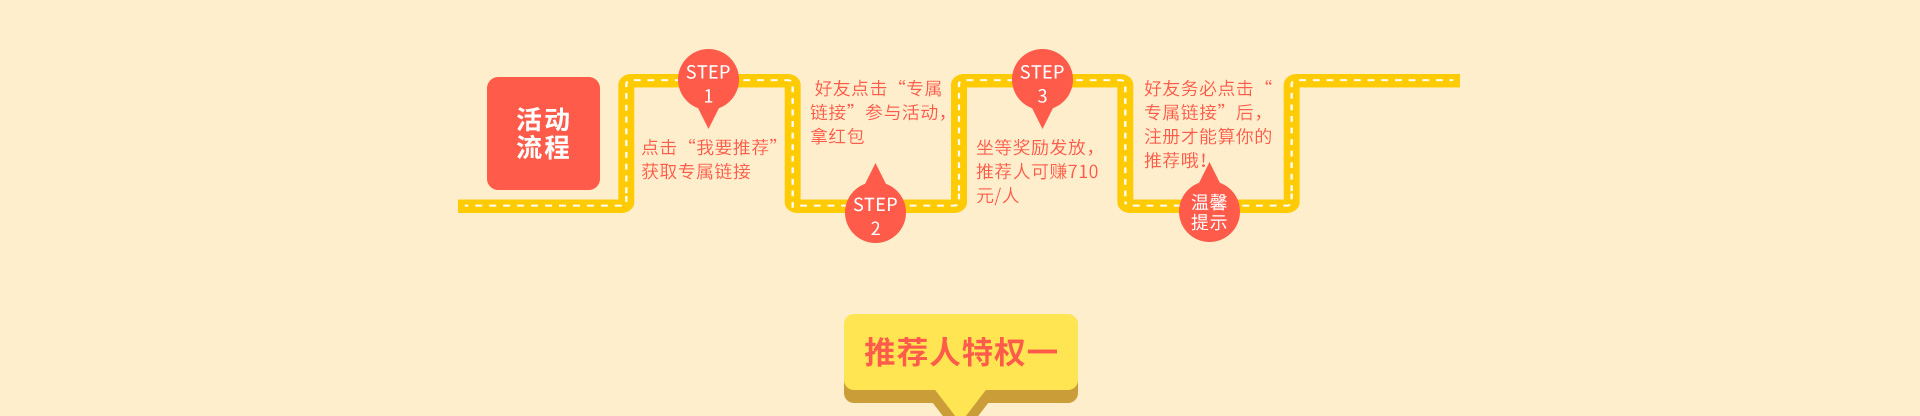 活动
流程
STEP
1
点击“我要推荐”
获取专属链接
好友点击“专属
链接”参与活动，
拿红包
STEP
2
STEP
3
坐等奖励发放，
推荐人可赚710
元/人
好友务必点击“
专属链接”后，
注册才能算你的
推荐哦！
温馨
提示
推荐人特权一